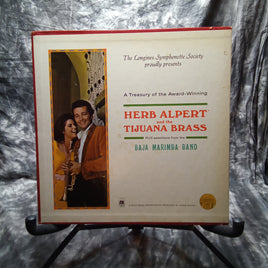 The Longines Symphonette Society
proudly presents
A Treasury of the Award-Winning
HERB ALPERT
and the
TIJUANA BRASS
PLUS selections from the
BAJA MARIMBA BAND